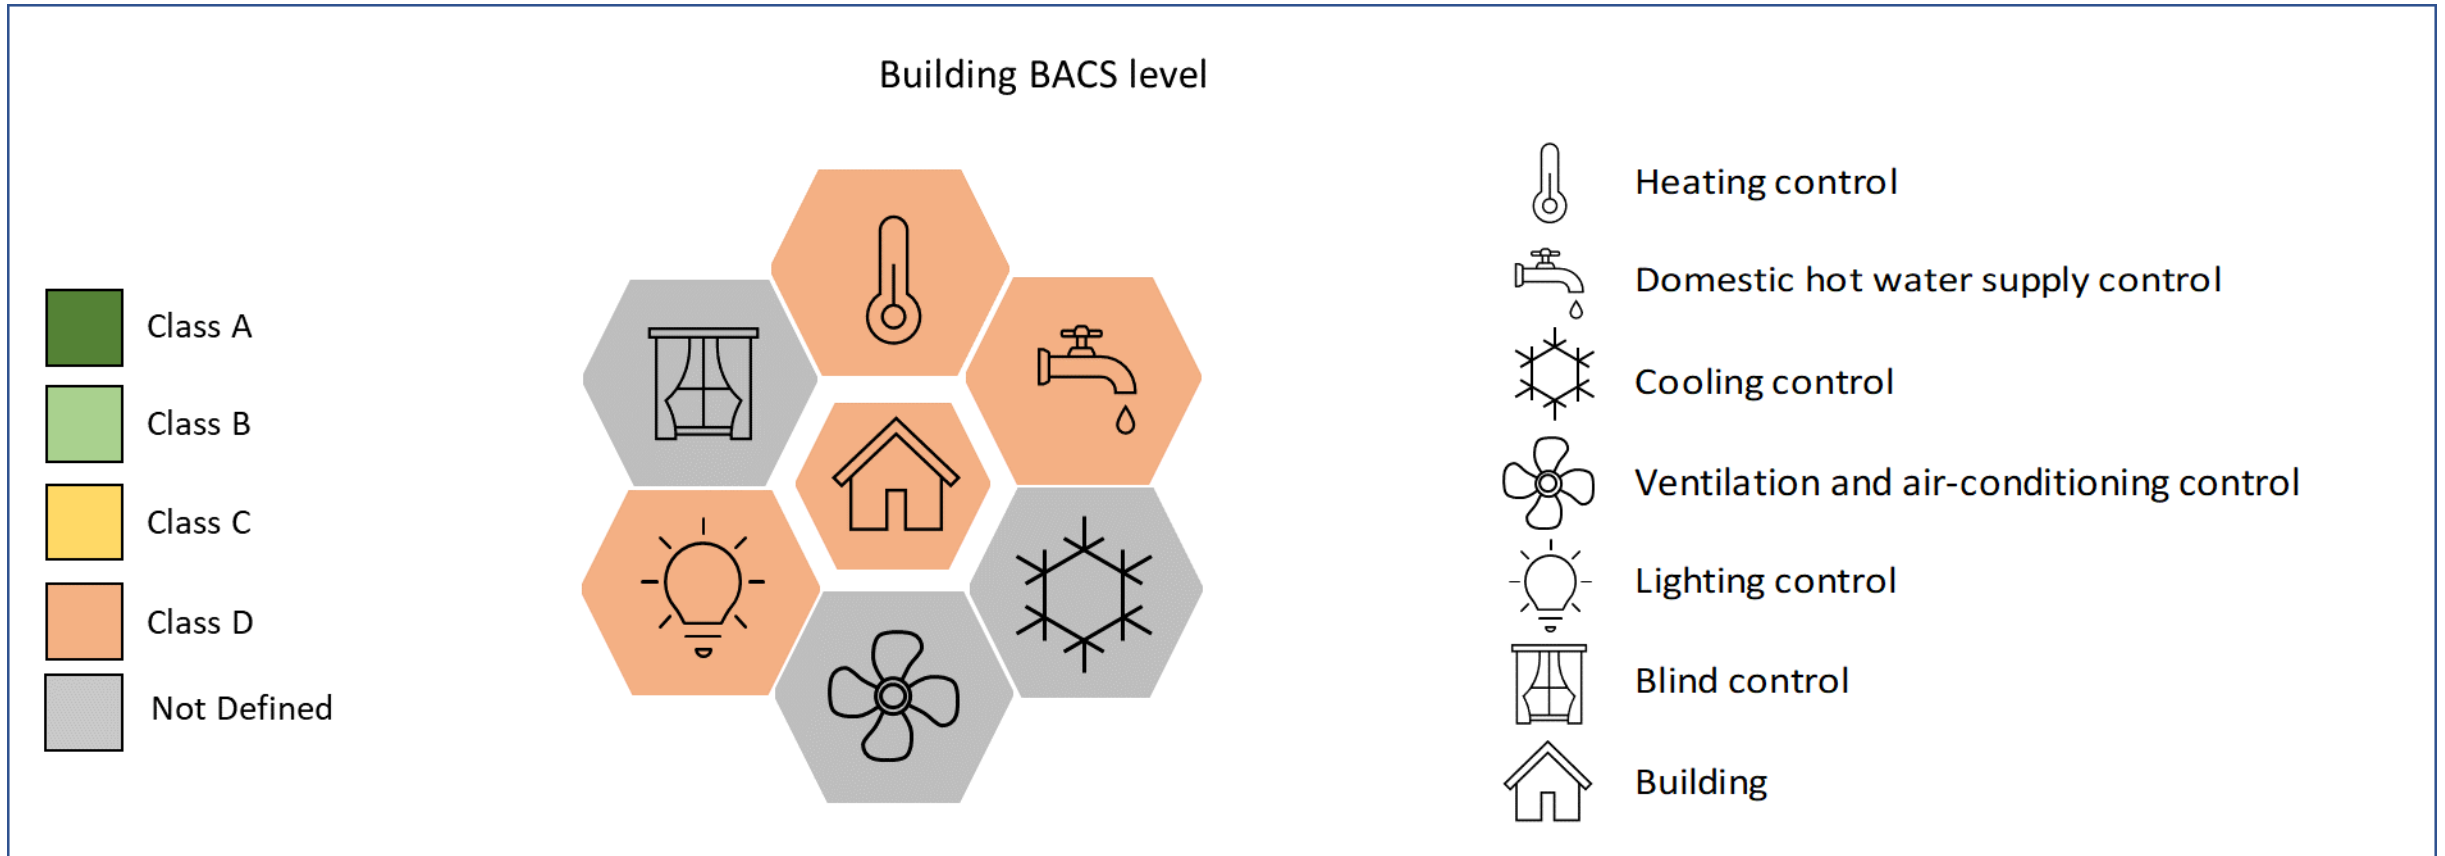 Building BACS level
Class A
Class B
Class C
Class D
Not Defined
Heating control
Domestic hot water supply control
Cooling control
Ventilation and air-conditioning control
Lighting control
Blind control
Building